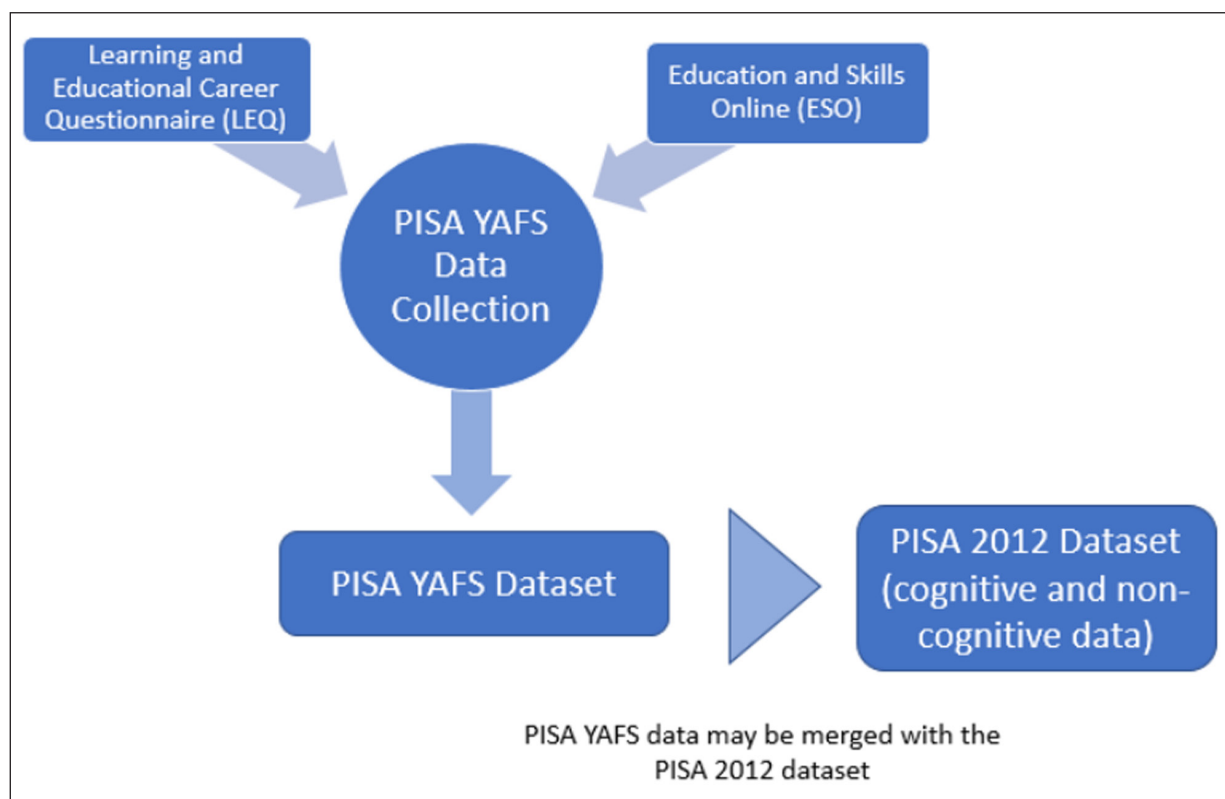 Learning and
Educational Career
Questionnaire (LEQ)
Education and Skills
Online (ESO)
PISA YAFS
Data
Collection
PISA YAFS Dataset
PISA 2012 Dataset
(cognitive and non-
cognitive data)
PISA YAFS data may be merged with the
PISA 2012 dataset